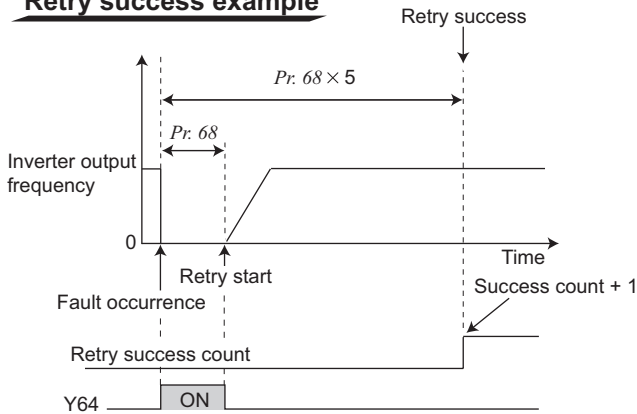 Retry success example
Retry success
Pr. 68 × 5
Pr. 68
Inverter output
frequency
0
Time
Retry start
Fault occurrence
Success count + 1
Retry success count
Y64
ON